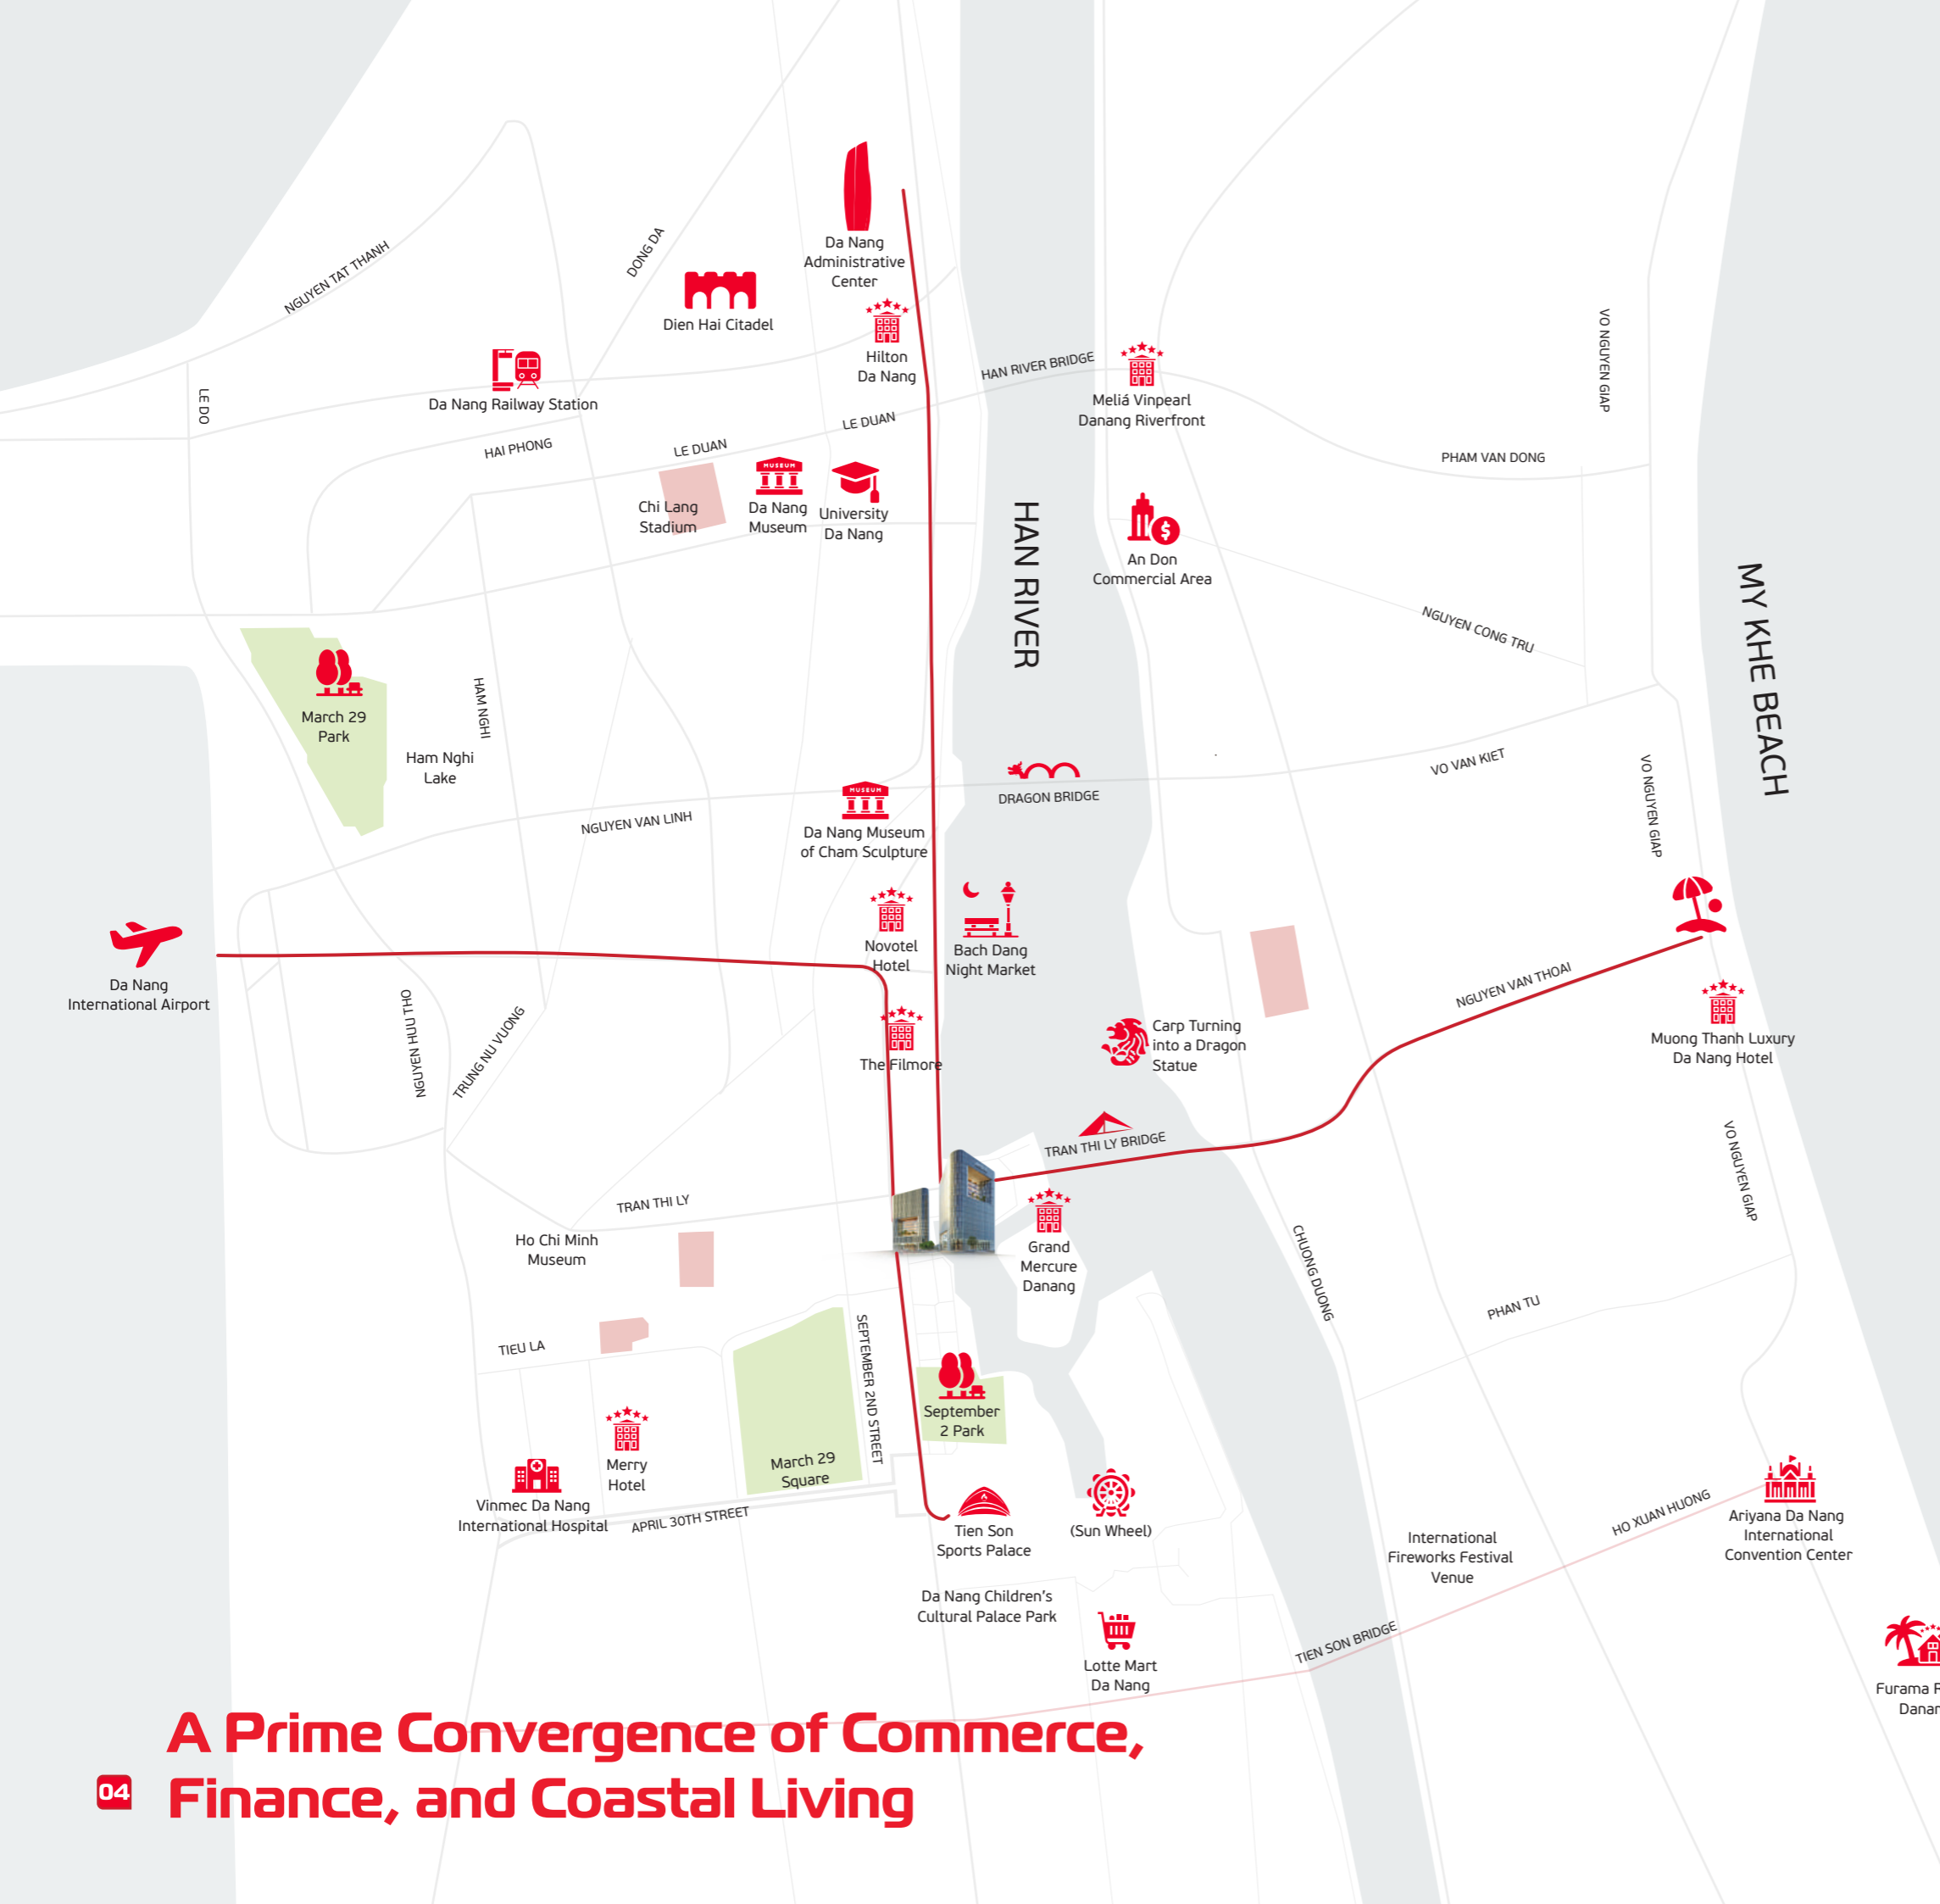 Da Nang
Administrative
Center
NGUYEN TAT THANH
DONG DA
Dien Hai Citadel
Hilton
Da Nang
HAN RIVER BRIDGE
Meliá Vinpearl
Danang Riverfront
VO NGUYEN GIAP
LE DO
Da Nang Railway Station
HAI PHONG
LE DUAN
LE DUAN
PHAM VAN DONG
MUSEUM
Chi Lang
Stadium
Da Nang
Museum
University
Da Nang
HAN RIVER
$
An Don
Commercial Area
NGUYEN CONG TRU
MY KHE BEACH
March 29
Park
HAM NGHI
Ham Nghi
Lake
NGUYEN VAN LINH
MUSEUM
Da Nang Museum
of Cham Sculpture
DRAGON BRIDGE
VO VAN KIET
VO NGUYEN GIAP
Da Nang
International Airport
Novotel
Hotel
Bach Dang
Night Market
NGUYEN HUU THO
TRUNG NU VUONG
The Filmore
Carp Turning
into a Dragon
Statue
NGUYEN VAN THOAI
Muong Thanh Luxury
Da Nang Hotel
TRAN THI LY BRIDGE
VO NGUYEN GIAP
TRAN THI LY
Ho Chi Minh
Museum
Grand
Mercure
Danang
CHUONG DUONG
PHAN TU
TIEU LA
SEPTEMBER 2ND STREET
September
2 Park
Merry
Hotel
March 29
Square
Vinmec Da Nang
International Hospital
APRIL 30TH STREET
Tien Son
Sports Palace
(Sun Wheel)
International
Fireworks Festival
Venue
HO XUAN HUONG
Ariyana Da Nang
International
Convention Center
Da Nang Children's
Cultural Palace Park
Lotte Mart
Da Nang
TIEN SON BRIDGE
Furama R
Danan
A Prime Convergence of Commerce,
04
Finance, and Coastal Living